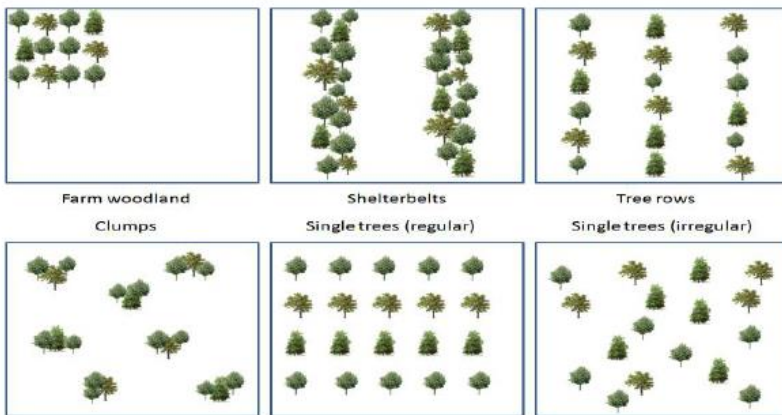 Farm woodland
Shelterbelts
Tree rows
Clumps
Single trees (regular)
Single trees (irregular)